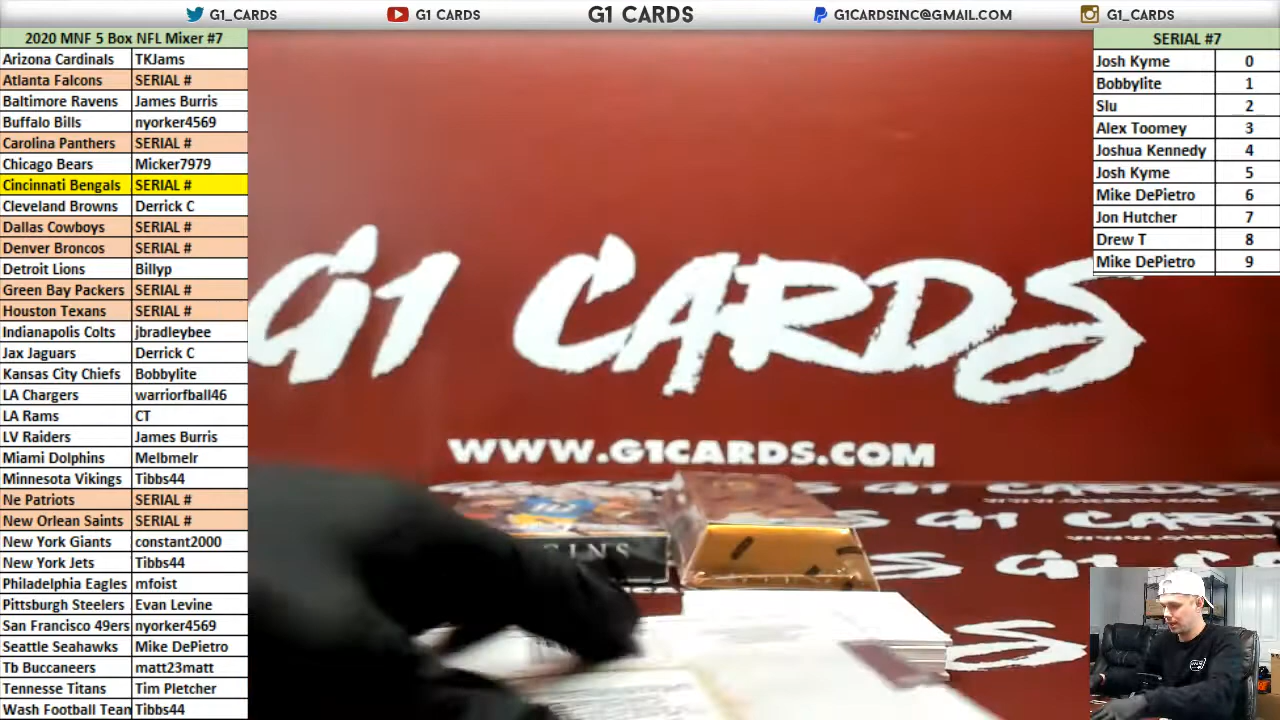 G1_CARDS G1 CARDS G1 CARDS G1CARDSINC@GMAIL.COM G1_CARDS
2020 MNF 5 Box NFL Mixer #7
Arizona Cardinals TKJams
Atlanta Falcons SERIAL #
Baltimore Ravens James Burris
Buffalo Bills nyorker4569
Carolina Panthers SERIAL #
Chicago Bears Micker7979
Cincinnati Bengals SERIAL #
Cleveland Browns Derrick C
Dallas Cowboys SERIAL #
Denver Broncos SERIAL #
Detroit Lions Billyp
Green Bay Packers SERIAL #
Houston Texans SERIAL #
Indianapolis Colts jbradleybee
Jax Jaguars Derrick C
Kansas City Chiefs Bobbylite
LA Chargers warriorfball46
LA Rams CT
LV Raiders James Burris
Miami Dolphins Melbmelr
Minnesota Vikings Tibbs44
Ne Patriots SERIAL #
New Orlean Saints SERIAL #
New York Giants constant2000
New York Jets Tibbs44
Philadelphia Eagles mfoist
Pittsburgh Steelers Evan Levine
San Francisco 49ers nyorker4569
Seattle Seahawks Mike DePietro
Tb Buccaneers matt23matt
Tennesse Titans Tim Pletcher
Wash Football Tean Tibbs44
SERIAL #7
Josh Kyme 0
Bobbylite 1
Slu 2
Alex Toomey 3
Joshua Kennedy 4
Josh Kyme 5
Mike DePietro 6
Jon Hutcher 7
Drew T 8
Mike DePietro 9
G1 CARDS
WWW.G1CARDS.COM
G1 CARDS